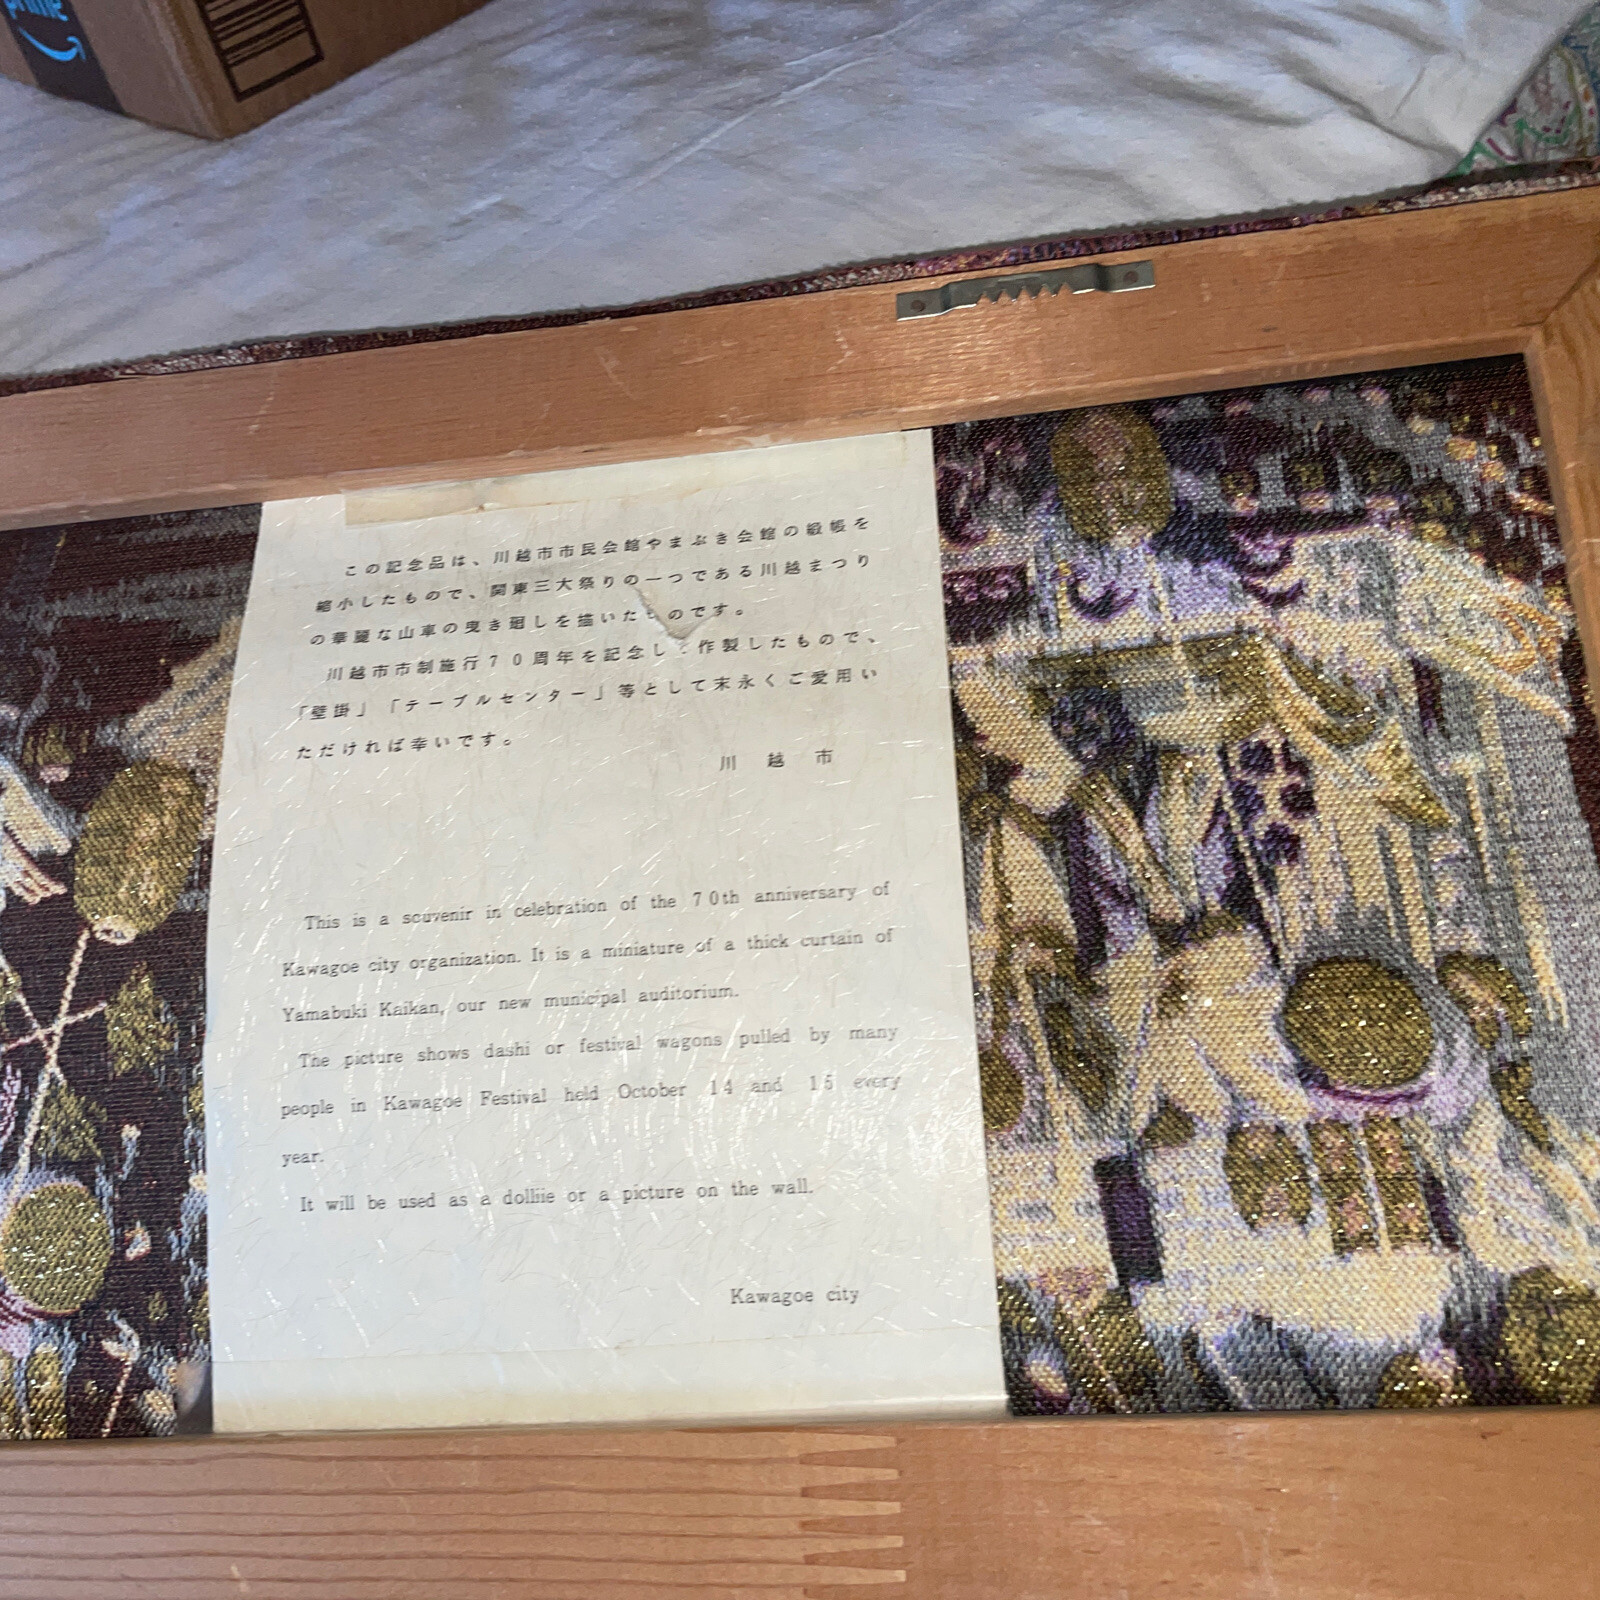 prime
この記念品は、川越市市民会館やまぶき会館の緞帳を
縮小したもので、関東三大祭りの一つである川越まつり
の華麗な山車の曳き廻しを描いたものです。
川越市市制施行70周年を記念し 作製したもので、
「壁掛」「テーブルセンター」等として末永くご愛用い
ただければ幸いです。
川越市
This is a scuvenir in celebration of the 70th anniversary of
Kawagoe city organization. It is a miniature of a thick curtain of
Yamabuki Kaikan, our new municipal auditorium.
The picture shows dashi or festival wagons pulled by many
people in Kawagoe Festival held October 14 and 15 every
year.
It will be used as a dolliie or a picture on the wall.
Kawagoe city